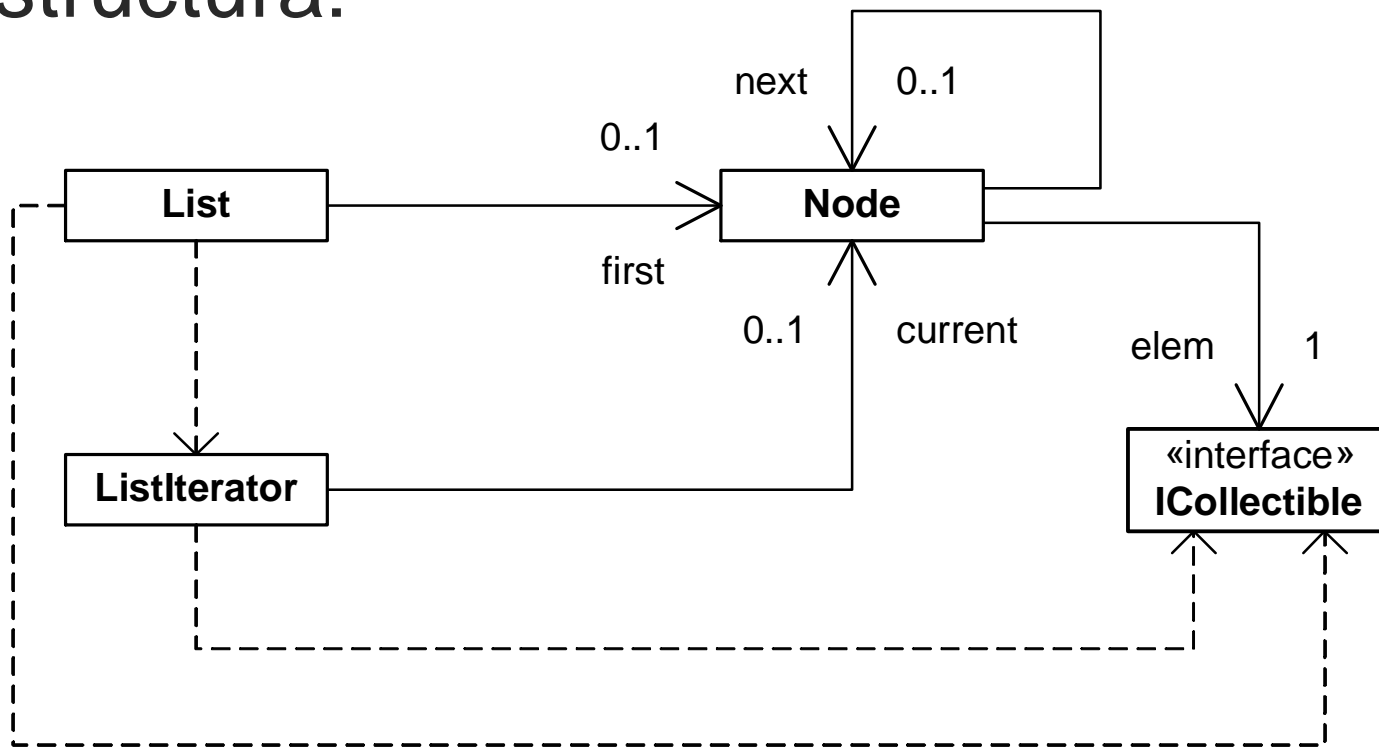 structura.
next 0..1
0..1
List
Node
first
0..1 current
elem 1
ListIterator
«interface»
ICollectible